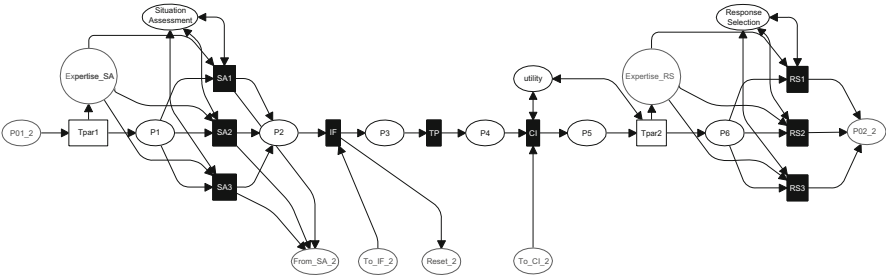 Situation
Assessment
Response
Selection
Expertise_SA
SA1
utility
Expertise_RS
RS1
P01_2
Tpar1
P1
SA2
P2
IF
P3
TP
P4
CI
P5
Tpar2
P6
RS2
P02_2
SA3
RS3
From_SA_2
To_IF_2
Reset_2
To_CI_2